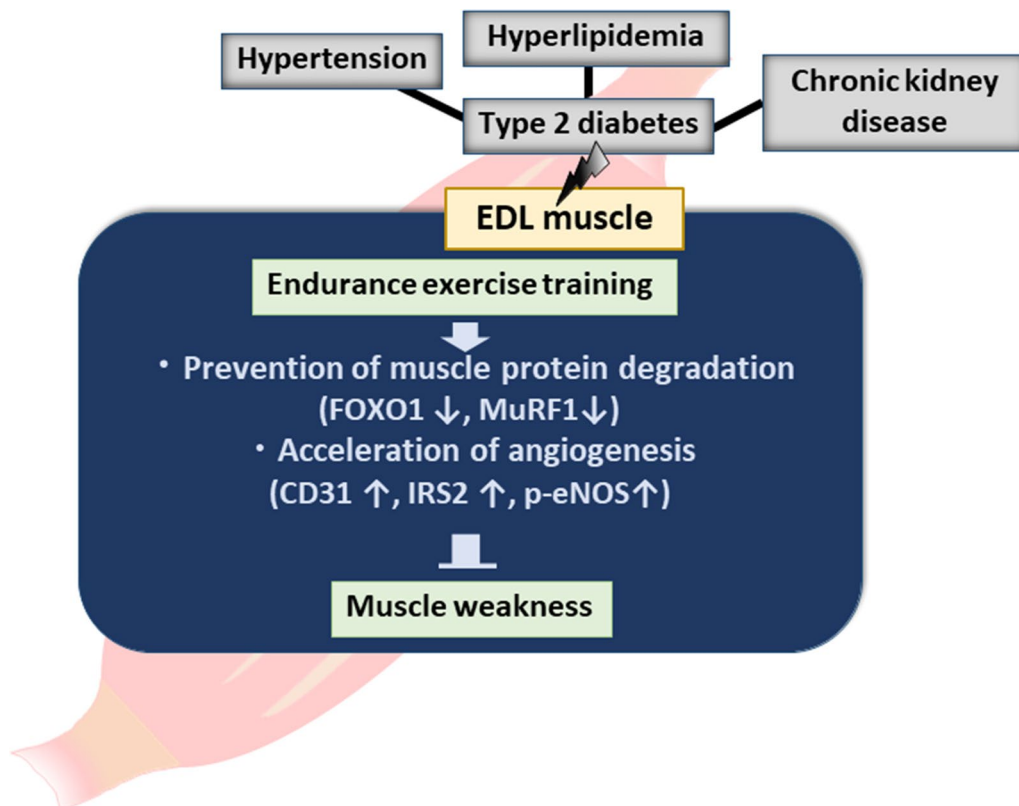 Hyperlipidemia
Hypertension
Chronic kidney
disease
Type 2 diabetes
EDL muscle
Endurance exercise training
・Prevention of muscle protein degradation
(FOXO1 ↓, MuRF1↓)
・Acceleration of angiogenesis
(CD31 ↑, IRS2 ↑, p-eNOS↑)
Muscle weakness